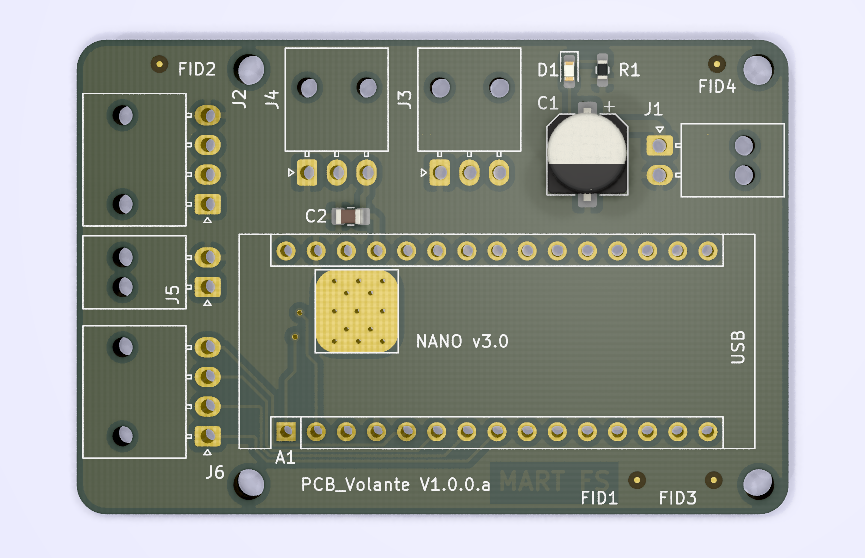 FID2
J2
J4
J3
D1
R1
FID4
C1
+
J1
C2
J5
NANO v3.0
USB
A1
J6
PCB_Volante V1.0.0.a
MART FS
FID1
FID3